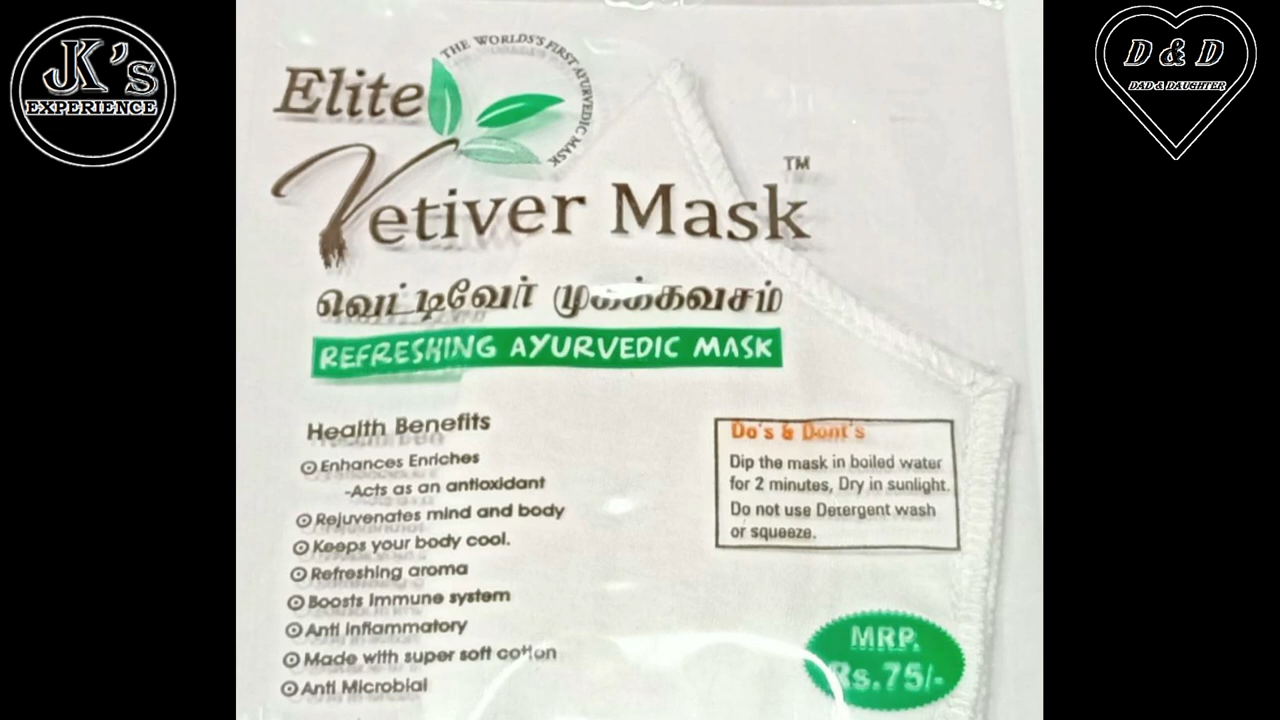 JK's
EXPERIENCE
D & D
DAD & DAUGHTER
THE WORLDS'S FIRST AYURVEDIC MASK
Elite
Vetiver Mask™
வெட்டிவேர் முகக்கவசம்
REFRESHING AYURVEDIC MASK
Health Benefits
Enhances Enriches
-Acts as an antioxidant
Rejuvenates mind and body
Keeps your body cool.
Refreshing aroma
Boosts Immune system
Anti Inflammatory
Made with super soft cotton
Anti Microbial
Do's & Dont's
Dip the mask in boiled water
for 2 minutes, Dry in sunlight.
Do not use Detergent wash
or squeeze.
MRP.
Rs.75/-